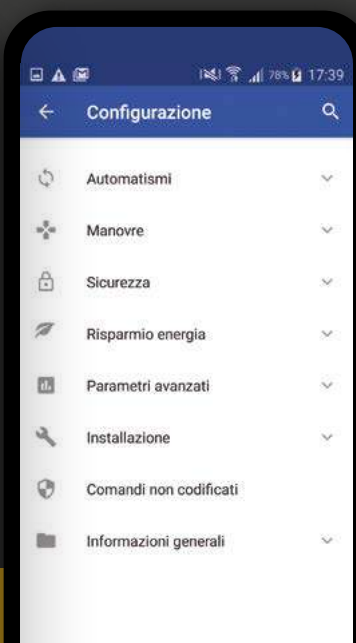 78% 17:39
Configurazione
Automatismi
Manovre
Sicurezza
Risparmio energia
Parametri avanzati
Installazione
Comandi non codificati
Informazioni generali